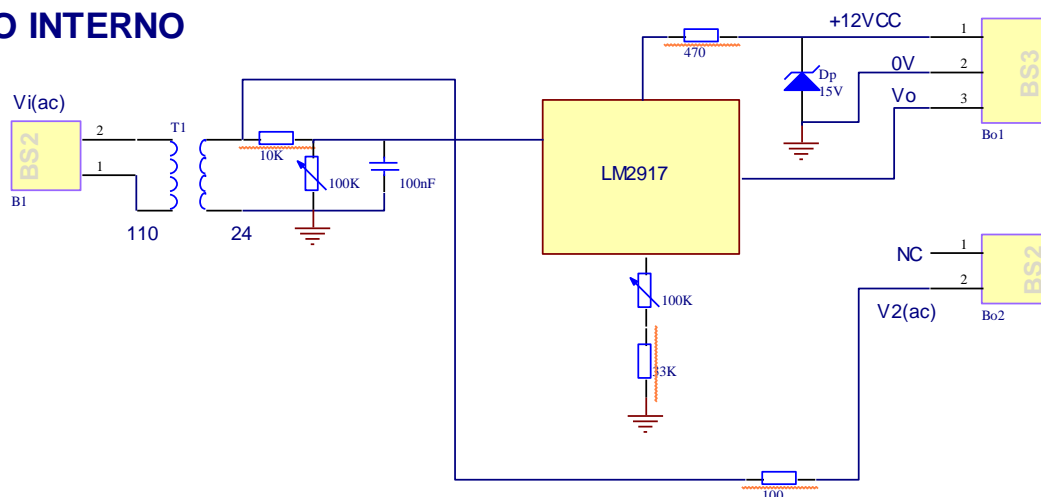 O INTERNO
+12VCC
470
1
Dp
15V
0V
2
BS3
Vi(ac)
Vo
3
Bo1
BS2
2
T1
1
10K
100K
100nF
LM2917
B1
110
24
NC
1
BS2
100K
2
V2(ac)
Bo2
33K
100